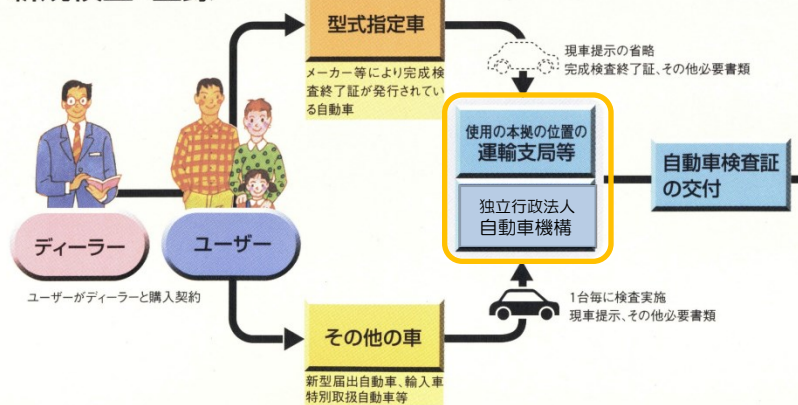 型式指定車
メーカー等により完成検
査終了証が発行されてい
る自動車
現車提示の省略
完成検査終了証、その他必要書類
使用の本拠の位置の
運輸支局等
独立行政法人
自動車機構
自動車検査証
の交付
ディーラー
ユーザー
ユーザーがディーラーと購入契約
1台毎に検査実施
現車提示、その他必要書類
その他の車
新型届出自動車、輸入車
特別取扱自動車等